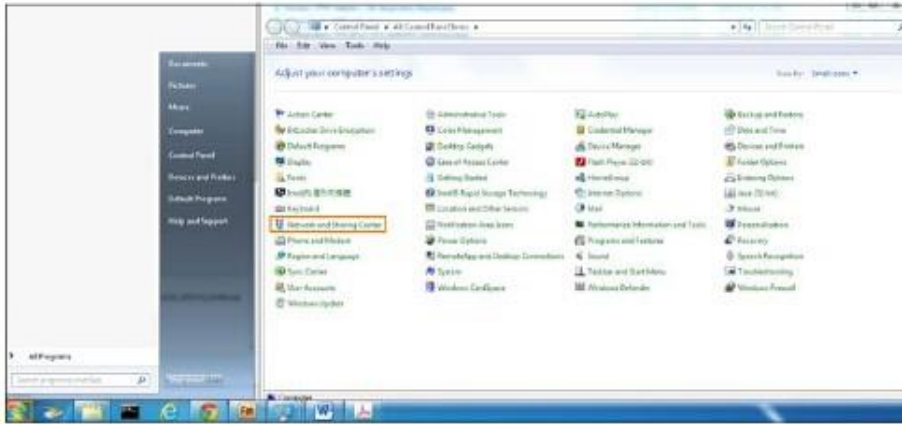 Control Panel ▸ All Control Panel Items ▸
File Edit View Tools Help
Adjust your computer's settings
View by: Small icons
Documents
Pictures
Music
Computer
Control Panel
Devices and Printers
Default Programs
Help and Support
Action Center
Administrative Tools
AutoPlay
Backup and Restore
BitLocker Drive Encryption
Color Management
Credential Manager
Date and Time
Default Programs
Desktop Gadgets
Device Manager
Devices and Printers
Display
Ease of Access Center
Flash Player (32-bit)
Folder Options
Fonts
Getting Started
HomeGroup
Indexing Options
Intel® Rapid Storage Technology
Internet Options
Java (32-bit)
Keyboard
Location and Other Sensors
Mail
Mouse
Network and Sharing Center
Notification Area Icons
Performance Information and Tools
Personalization
Phone and Modem
Power Options
Programs and Features
Recovery
Region and Language
RemoteApp and Desktop Connections
Sound
Speech Recognition
Sync Center
System
Taskbar and Start Menu
Troubleshooting
User Accounts
Windows CardSpace
Windows Defender
Windows Firewall
Windows Update
All Programs
Search programs and files
Computer